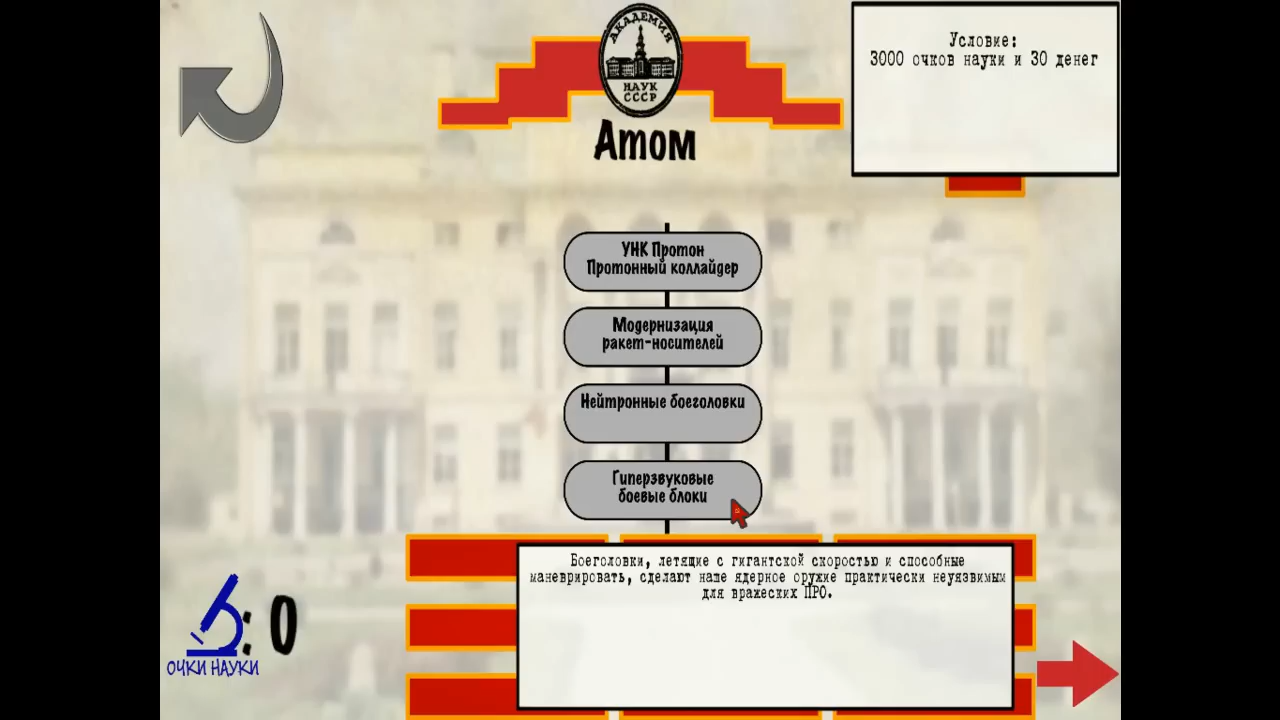 АКАДЕМИЯ
НАУК
СССР
Атом
Условие:
3000 очков науки и 30 денег
УНК Протон
Протонный коллайдер
Модернизация
ракет-носителей
Нейтронные боеголовки
Гиперзвуковые
боевые блоки
Боеголовки, летящие с гигантской скоростью и способные
маневрировать, сделают наше ядерное оружие практически неуязвимым
для вражеских ПРО.
: 0
ОЧКИ НАУКИ